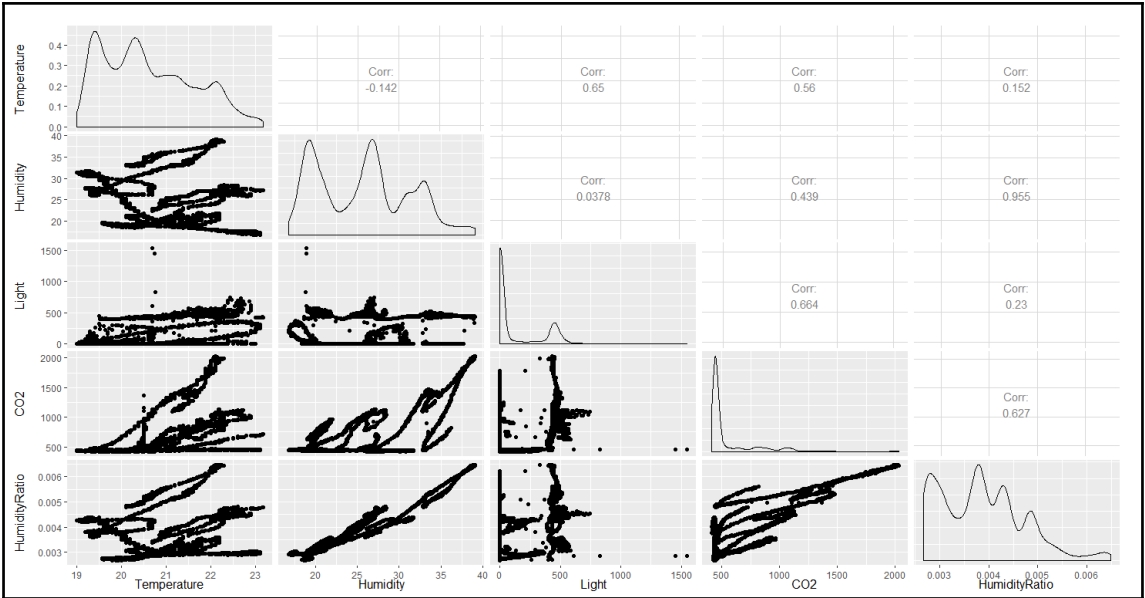 Temperature
0.4
0.3
0.2
0.1
0.0
Corr:
-0.142
Corr:
0.65
Corr:
0.56
Corr:
0.152
Humidity
40
35
30
25
20
Corr:
0.0378
Corr:
0.439
Corr:
0.955
Light
1500
1000
500
0
Corr:
0.664
Corr:
0.23
CO2
2000
1500
1000
500
Corr:
0.627
HumidityRatio
0.006
0.005
0.004
0.003
19 20 21 22 23
20 25 30 35 40
0 500 1000 1500
500 1000 1500 2000
0.003 0.004 0.005 0.006
Temperature Humidity Light CO2 HumidityRatio